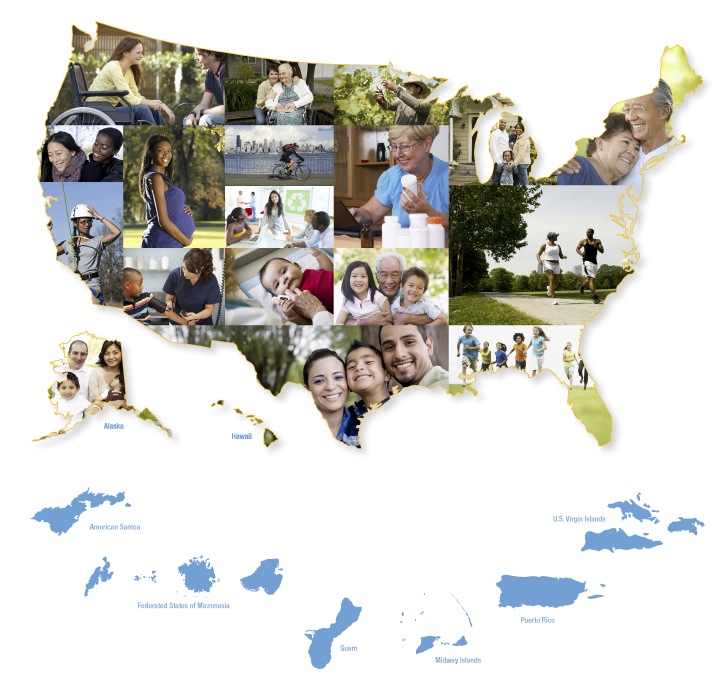 Alaska
Hawaii
American Samoa
U.S. Virgin Islands
Federated States of Micronesia
Puerto Rico
Guam
Midway Islands